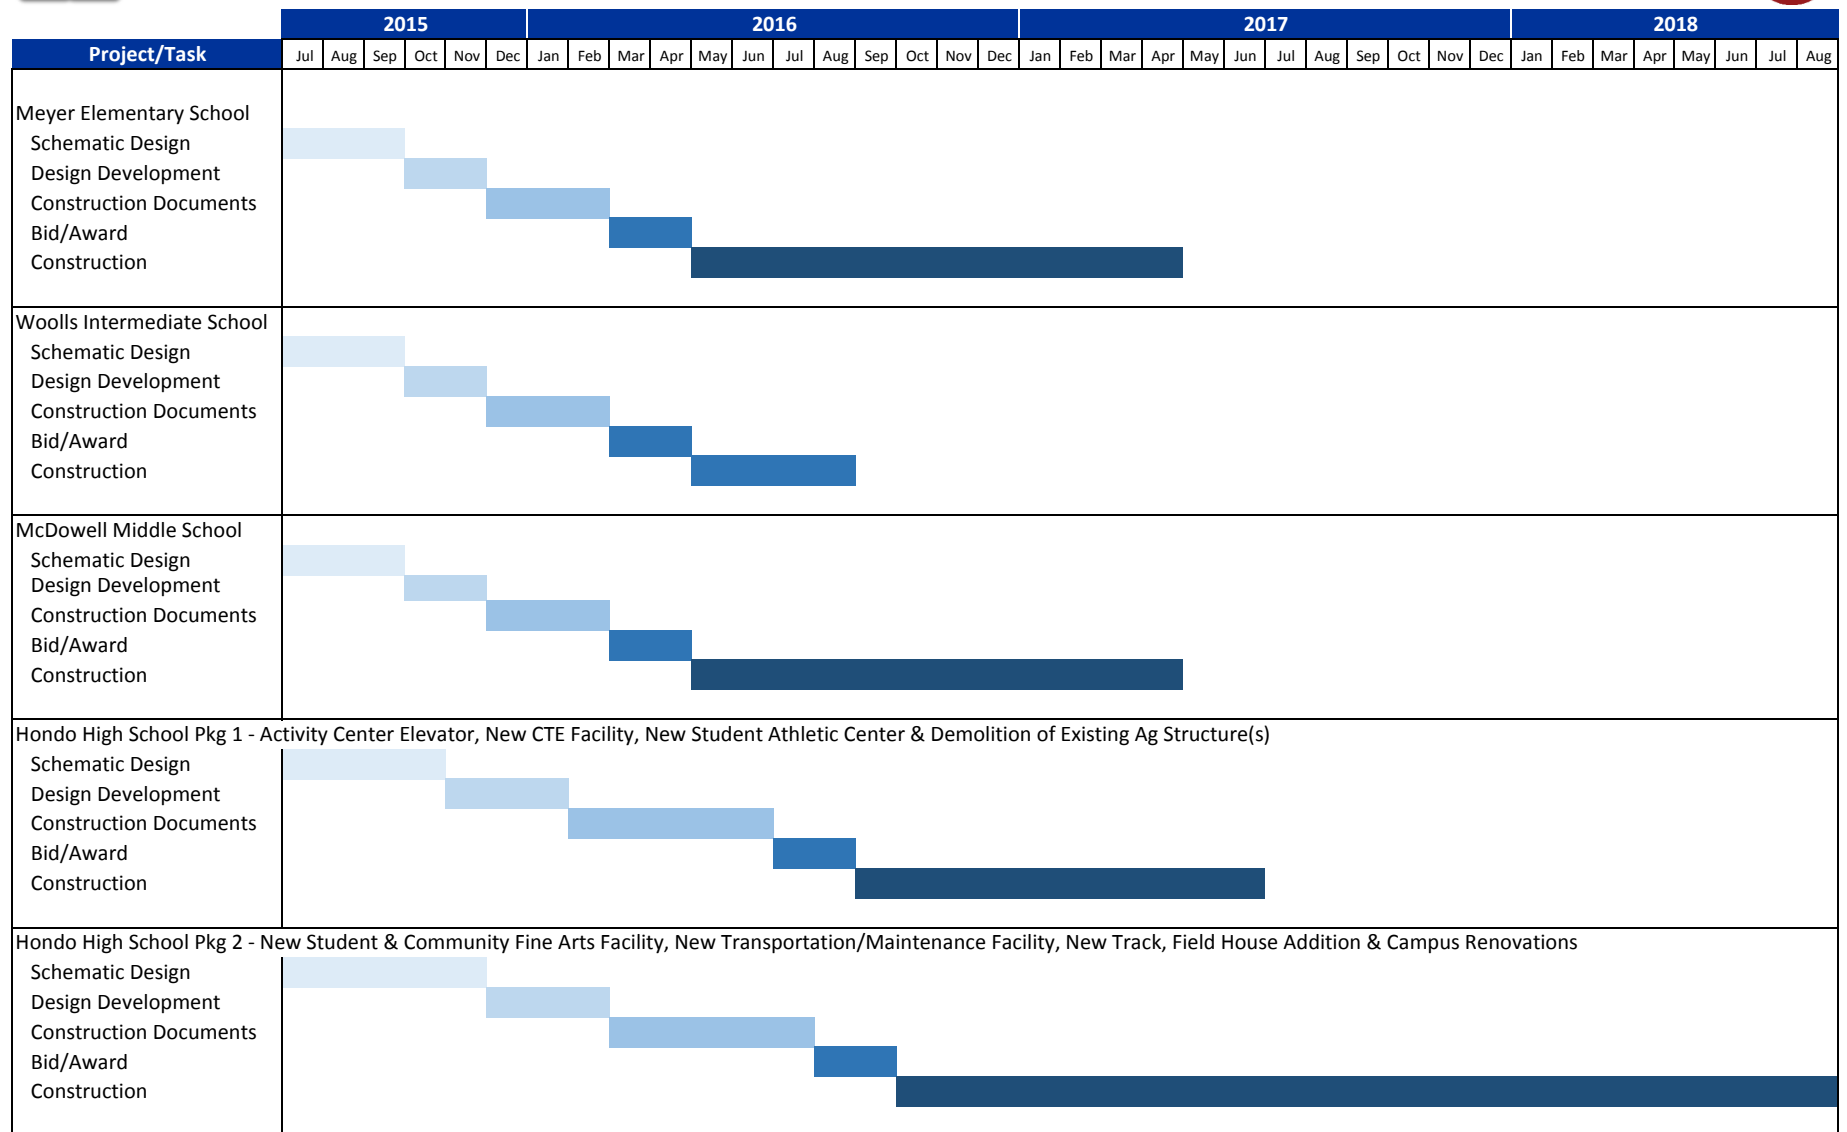 2015 2016 2017 2018
Project/Task Jul Aug Sep Oct Nov Dec Jan Feb Mar Apr May Jun Jul Aug Sep Oct Nov Dec Jan Feb Mar Apr May Jun Jul Aug Sep Oct Nov Dec Jan Feb Mar Apr May Jun Jul Aug
Meyer Elementary School
Schematic Design
Design Development
Construction Documents
Bid/Award
Construction
Woolls Intermediate School
Schematic Design
Design Development
Construction Documents
Bid/Award
Construction
McDowell Middle School
Schematic Design
Design Development
Construction Documents
Bid/Award
Construction
Hondo High School Pkg 1 - Activity Center Elevator, New CTE Facility, New Student Athletic Center & Demolition of Existing Ag Structure(s)
Schematic Design
Design Development
Construction Documents
Bid/Award
Construction
Hondo High School Pkg 2 - New Student & Community Fine Arts Facility, New Transportation/Maintenance Facility, New Track, Field House Addition & Campus Renovations
Schematic Design
Design Development
Construction Documents
Bid/Award
Construction